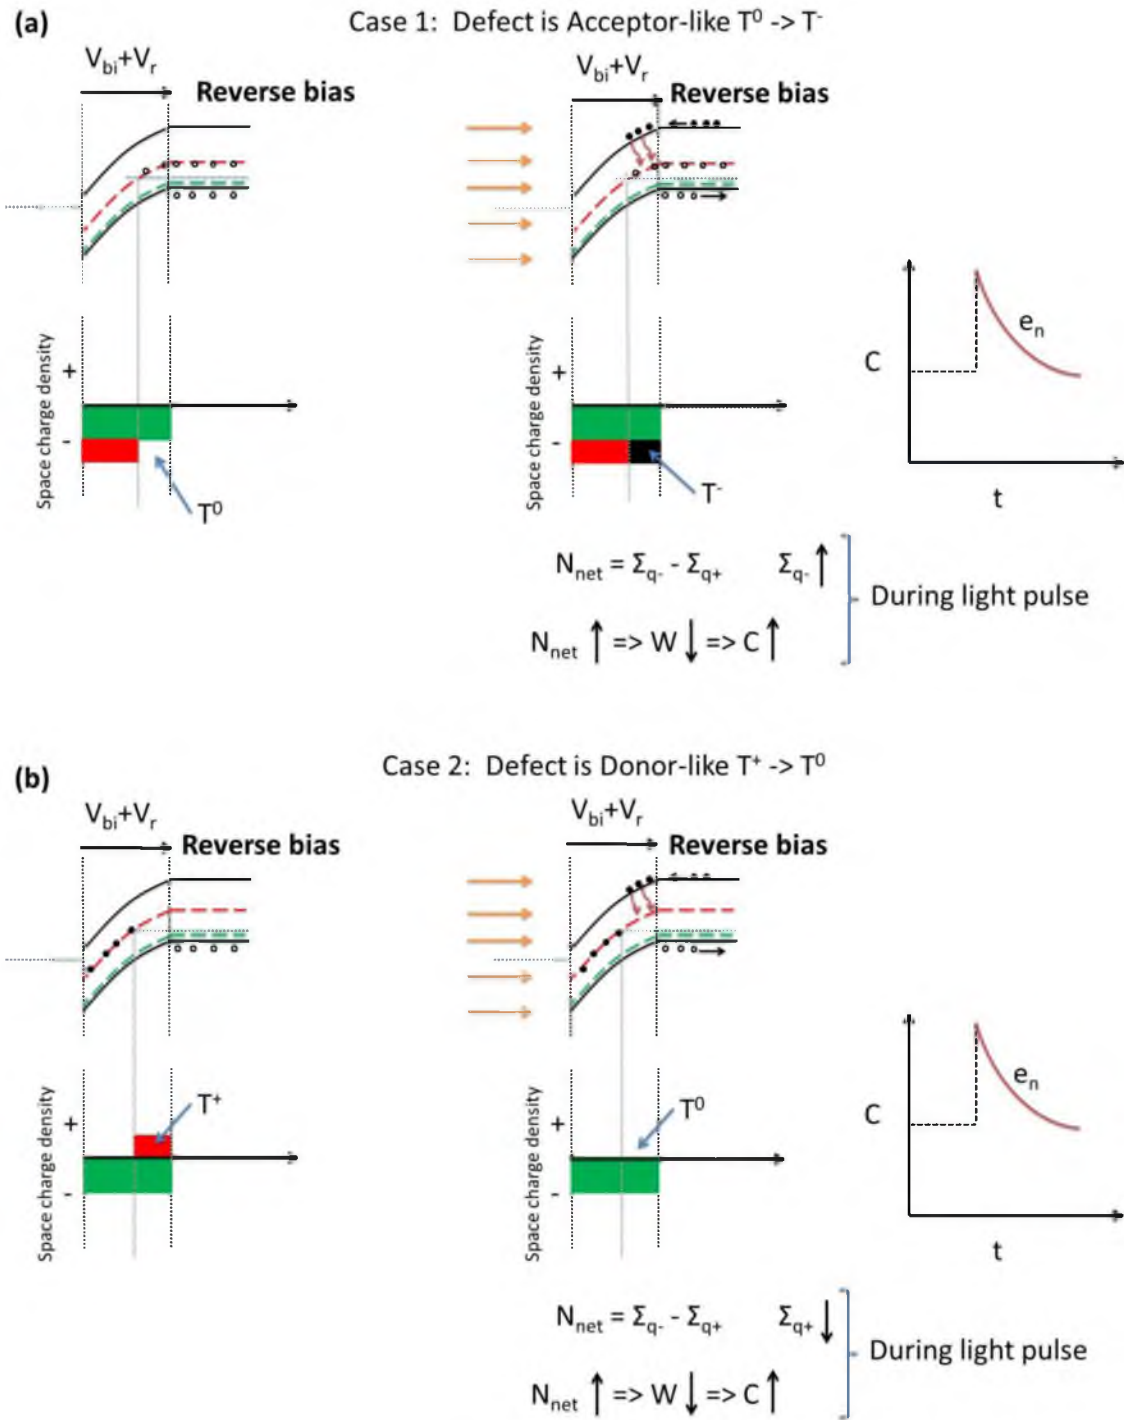 (a)
Case 1: Defect is Acceptor-like T⁰ -> T⁻
V_bi+V_r
Reverse bias
V_bi+V_r
Reverse bias
Space charge density
+
-
T⁰
Space charge density
+
-
T⁻
C
e_n
t
N_net = Σ_q- - Σ_q+ Σ_q- ↑
N_net ↑ => W ↓ => C ↑
During light pulse
(b)
Case 2: Defect is Donor-like T⁺ -> T⁰
V_bi+V_r
Reverse bias
V_bi+V_r
Reverse bias
Space charge density
+
-
T⁺
Space charge density
+
-
T⁰
C
e_n
t
N_net = Σ_q- - Σ_q+ Σ_q+ ↓
N_net ↑ => W ↓ => C ↑
During light pulse